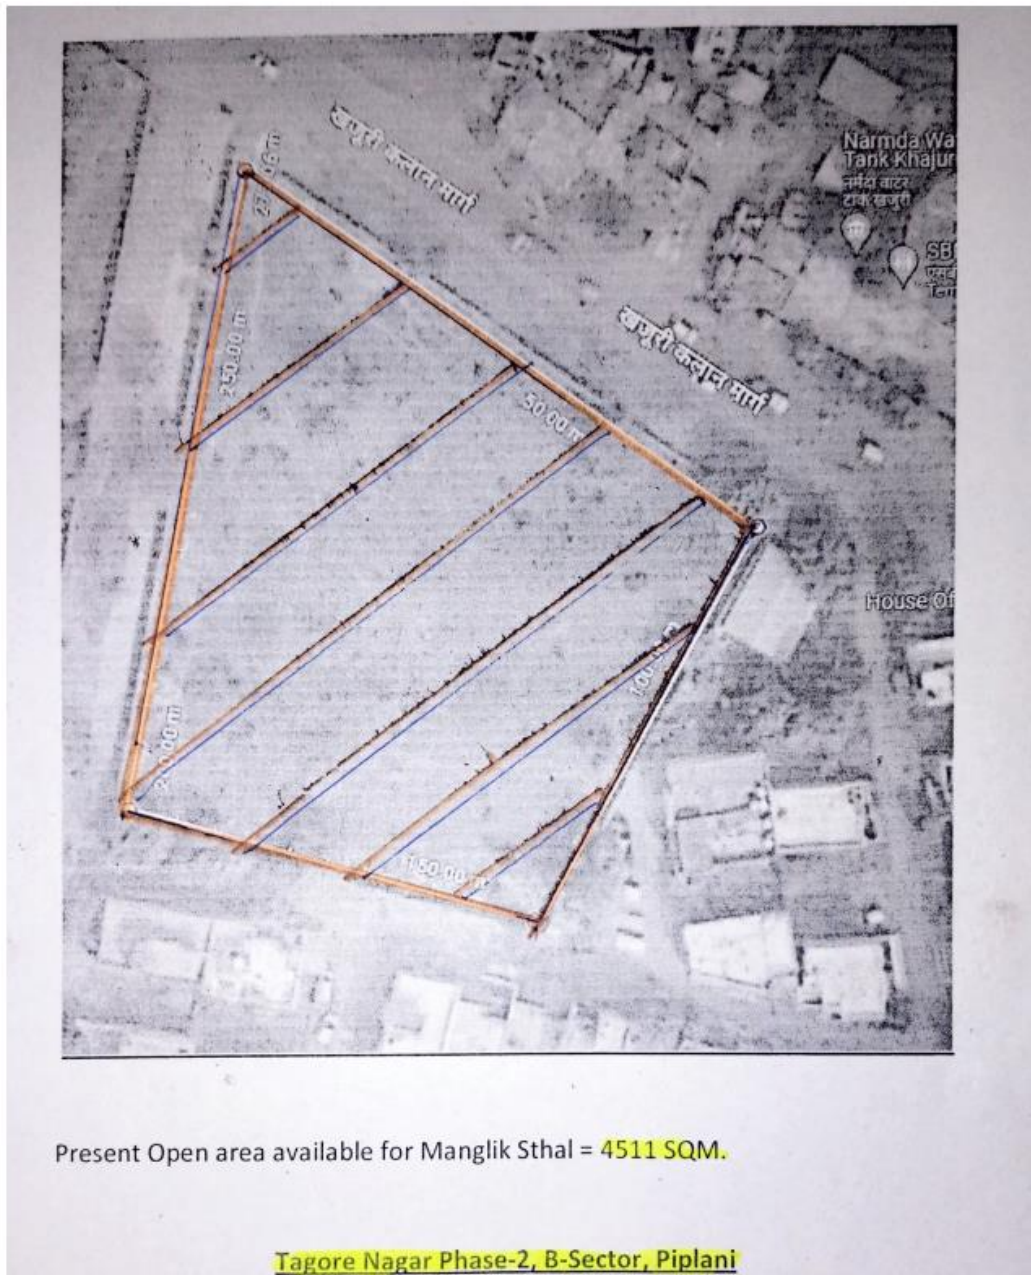 खजूरी कलान मार्ग
Narmda Wa
Tank Khajur
नर्मदा वाटर
टांक खजूरी
SB
250.00 m
खजूरी कलान मार्ग
50.00 m
House Of
150.00 m
Present Open area available for Manglik Sthal = 4511 SQM.
Tagore Nagar Phase-2, B-Sector, Piplani